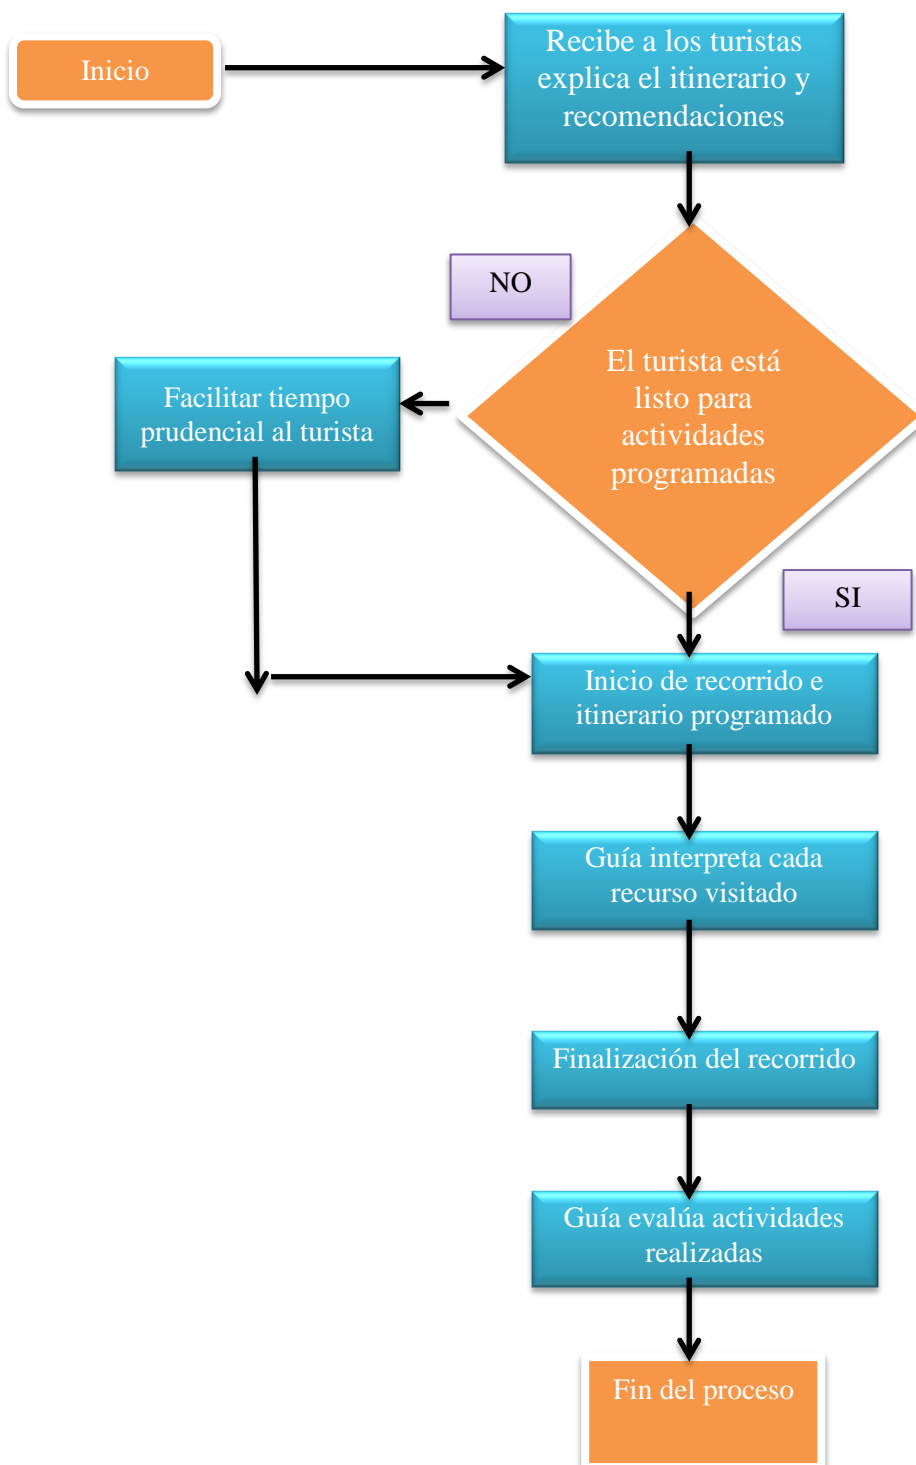 Inicio
Recibe a los turistas
explica el itinerario y
recomendaciones
NO
El turista está
listo para
actividades
programadas
Facilitar tiempo
prudencial al turista
SI
Inicio de recorrido e
itinerario programado
Guía interpreta cada
recurso visitado
Finalización del recorrido
Guía evalúa actividades
realizadas
Fin del proceso